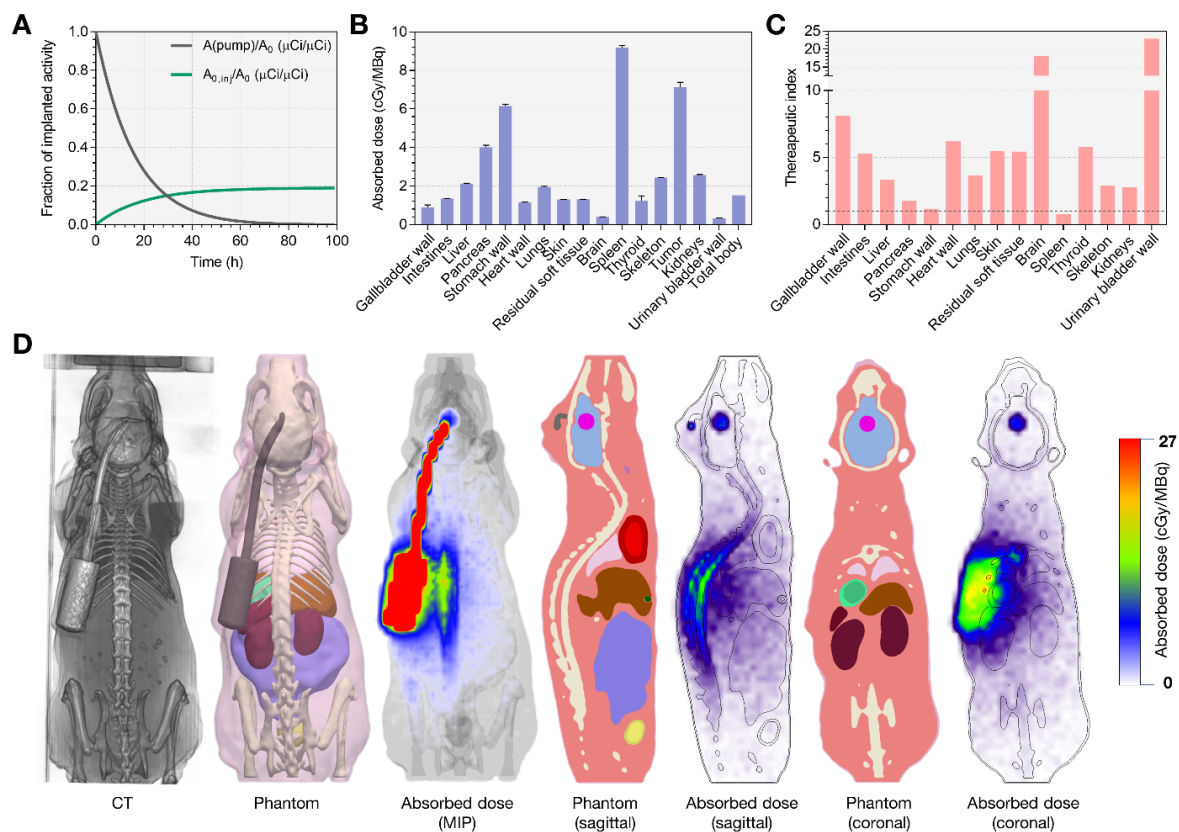 A
1.0
0.8
0.6
0.4
0.2
0.0
Fraction of implanted activity
A(pump)/A0 (μCi/μCi)
A0,inj/A0 (μCi/μCi)
0 20 40 60 80 100
Time (h)
B
10
8
6
4
2
0
Absorbed dose (cGy/MBq)
Gallbladder wall
Intestines
Liver
Pancreas
Stomach wall
Heart wall
Lungs
Skin
Residual soft tissue
Brain
Spleen
Thyroid
Skeleton
Tumor
Kidneys
Urinary bladder wall
Total body
C
25
20
15
10
5
0
Thereapeutic index
Gallbladder wall
Intestines
Liver
Pancreas
Stomach wall
Heart wall
Lungs
Skin
Residual soft tissue
Brain
Spleen
Thyroid
Skeleton
Kidneys
Urinary bladder wall
D
27
Absorbed dose (cGy/MBq)
0
CT
Phantom
Absorbed dose
(MIP)
Phantom
(sagittal)
Absorbed dose
(sagittal)
Phantom
(coronal)
Absorbed dose
(coronal)